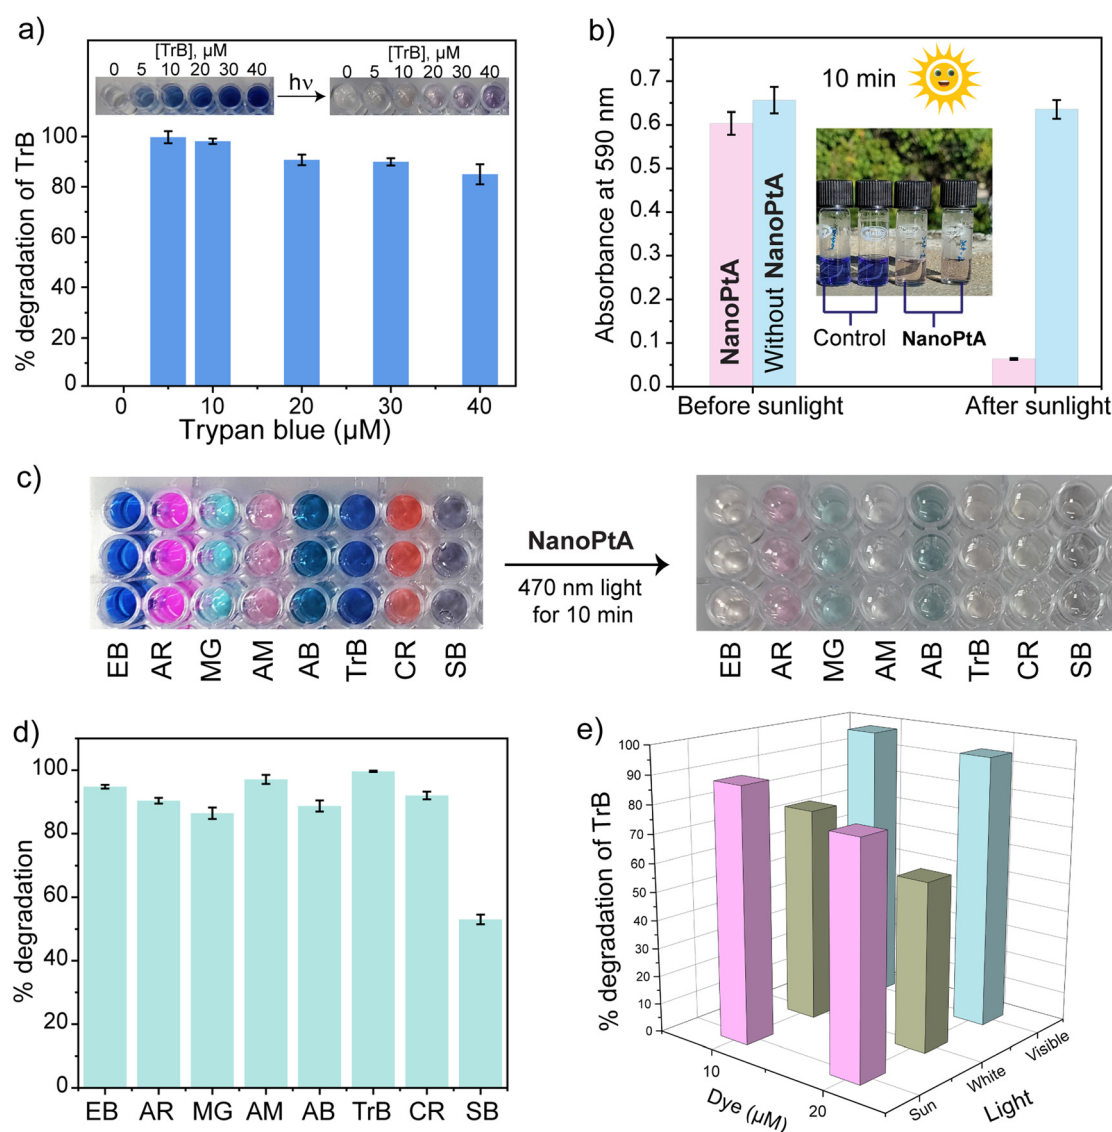 a)
[TrB], μM
0 5 10 20 30 40
hν
[TrB], μM
0 5 10 20 30 40
% degradation of TrB
100
80
60
40
20
0
0 10 20 30 40
Trypan blue (μM)
b)
10 min
Absorbance at 590 nm
0.7
0.6
0.5
0.4
0.3
0.2
0.1
0.0
NanoPtA
Without NanoPtA
Control NanoPtA
Before sunlight After sunlight
c)
NanoPtA
470 nm light
for 10 min
EB AR MG AM AB TrB CR SB
EB AR MG AM AB TrB CR SB
d)
% degradation
100
80
60
40
20
0
EB AR MG AM AB TrB CR SB
e)
% degradation of TrB
100
90
80
70
60
50
40
30
20
10
0
10
20
Dye (μM)
Sun
White
Visible
Light